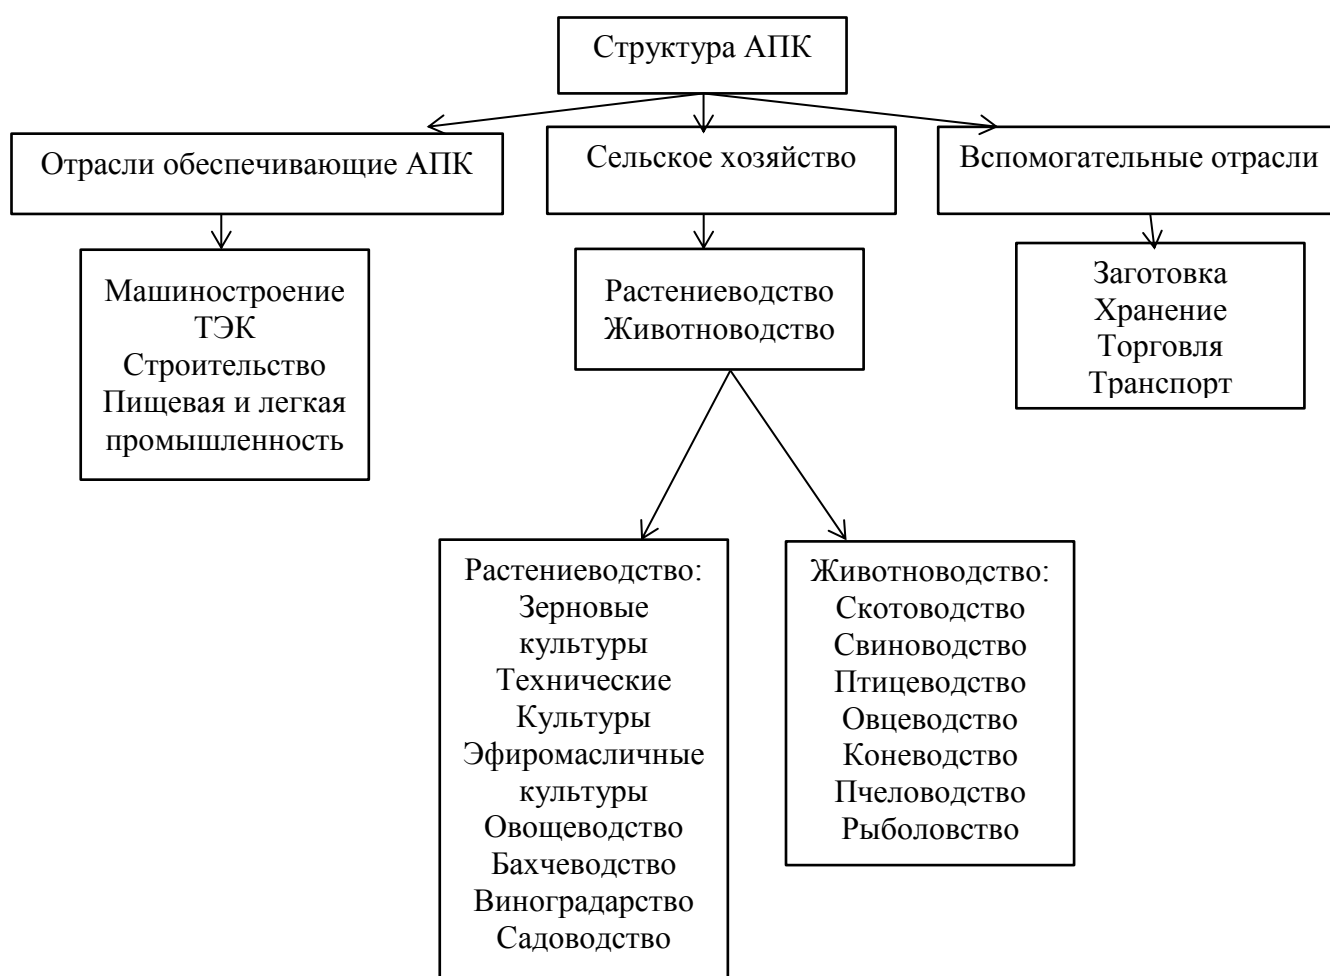 Структура АПК
Отрасли обеспечивающие АПК
Сельское хозяйство
Вспомогательные отрасли
Машиностроение
ТЭК
Строительство
Пищевая и легкая
промышленность
Растениеводство
Животноводство
Заготовка
Хранение
Торговля
Транспорт
Растениеводство:
Зерновые
культуры
Технические
Культуры
Эфиромасличные
культуры
Овощеводство
Бахчеводство
Виноградарство
Садоводство
Животноводство:
Скотоводство
Свиноводство
Птицеводство
Овцеводство
Коневодство
Пчеловодство
Рыболовство